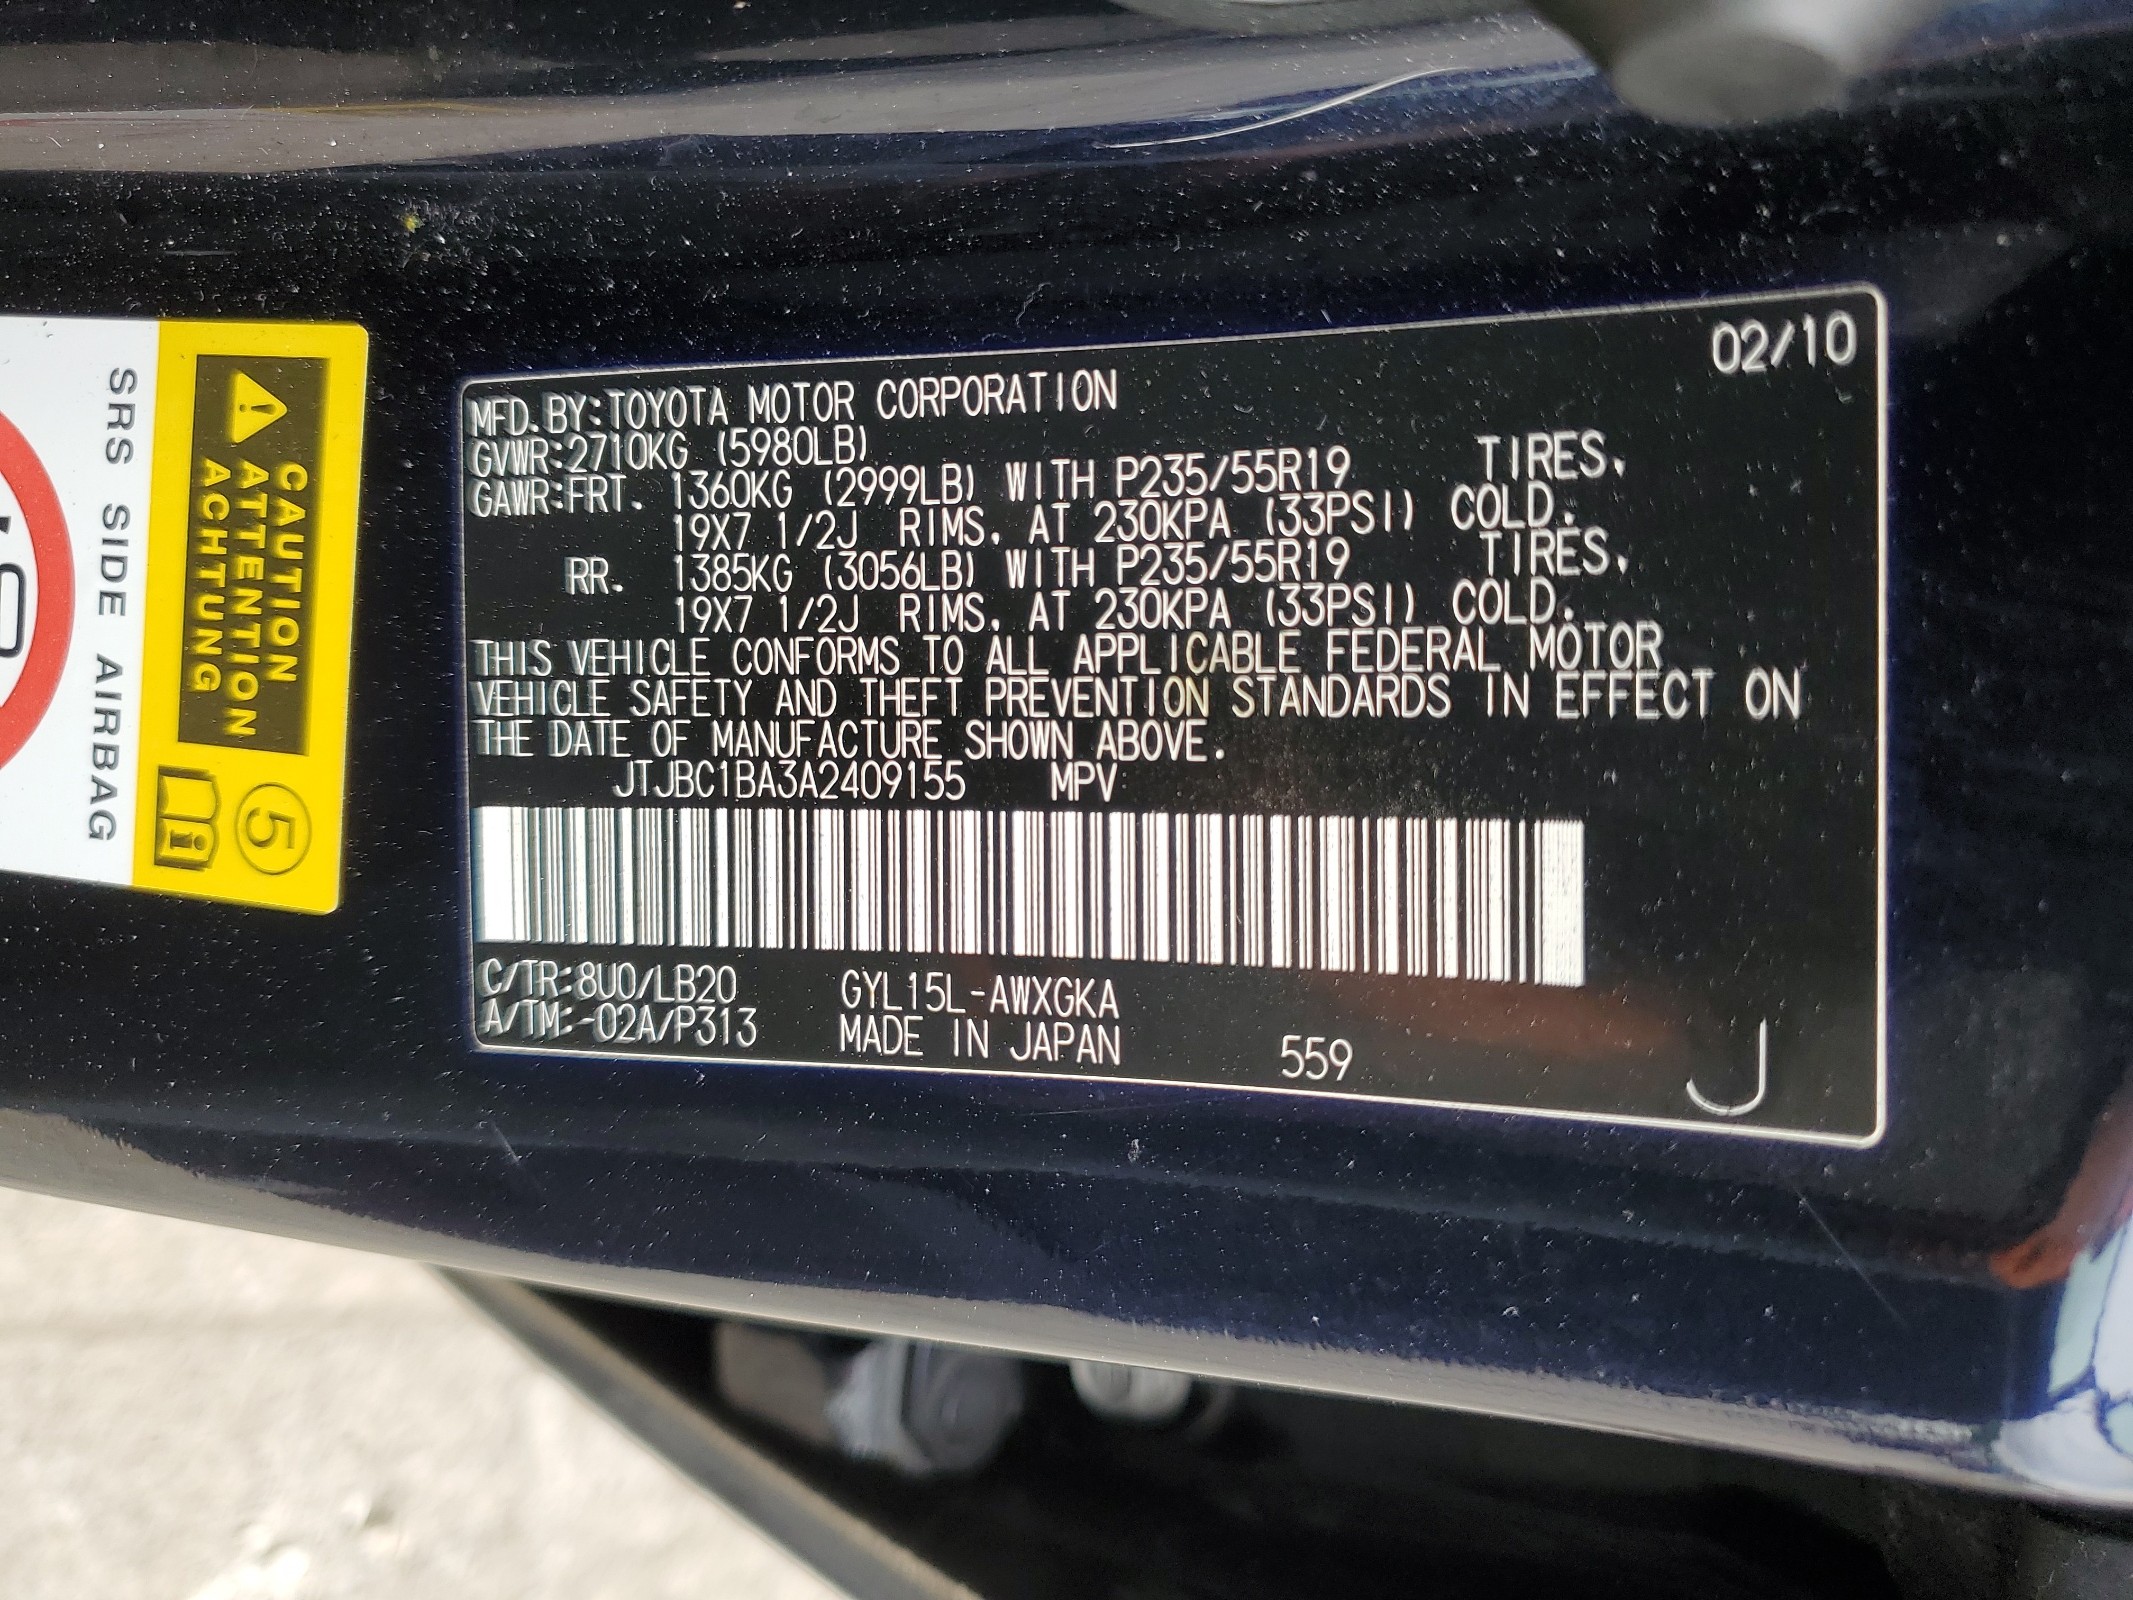 02/10
MFD. BY:TOYOTA MOTOR CORPORATION
GVWR:2710KG (5980LB)
GAWR:FRT. 1360KG (2999LB) WITH P235/55R19 TIRES,
19X7 1/2J RIMS, AT 230KPA (33PSI) COLD.
RR. 1385KG (3056LB) WITH P235/55R19 TIRES,
19X7 1/2J RIMS, AT 230KPA (33PSI) COLD.
THIS VEHICLE CONFORMS TO ALL APPLICABLE FEDERAL MOTOR
VEHICLE SAFETY AND THEFT PREVENTION STANDARDS IN EFFECT ON
THE DATE OF MANUFACTURE SHOWN ABOVE.
JTJBC1BA3A2409155 MPV
C/TR:8U0/LB20 GYL15L-AWXGKA
A/TM:-02A/P313 MADE IN JAPAN 559 J
CAUTION
ATTENTION
ACHTUNG
5
i
SRS SIDE AIRBAG